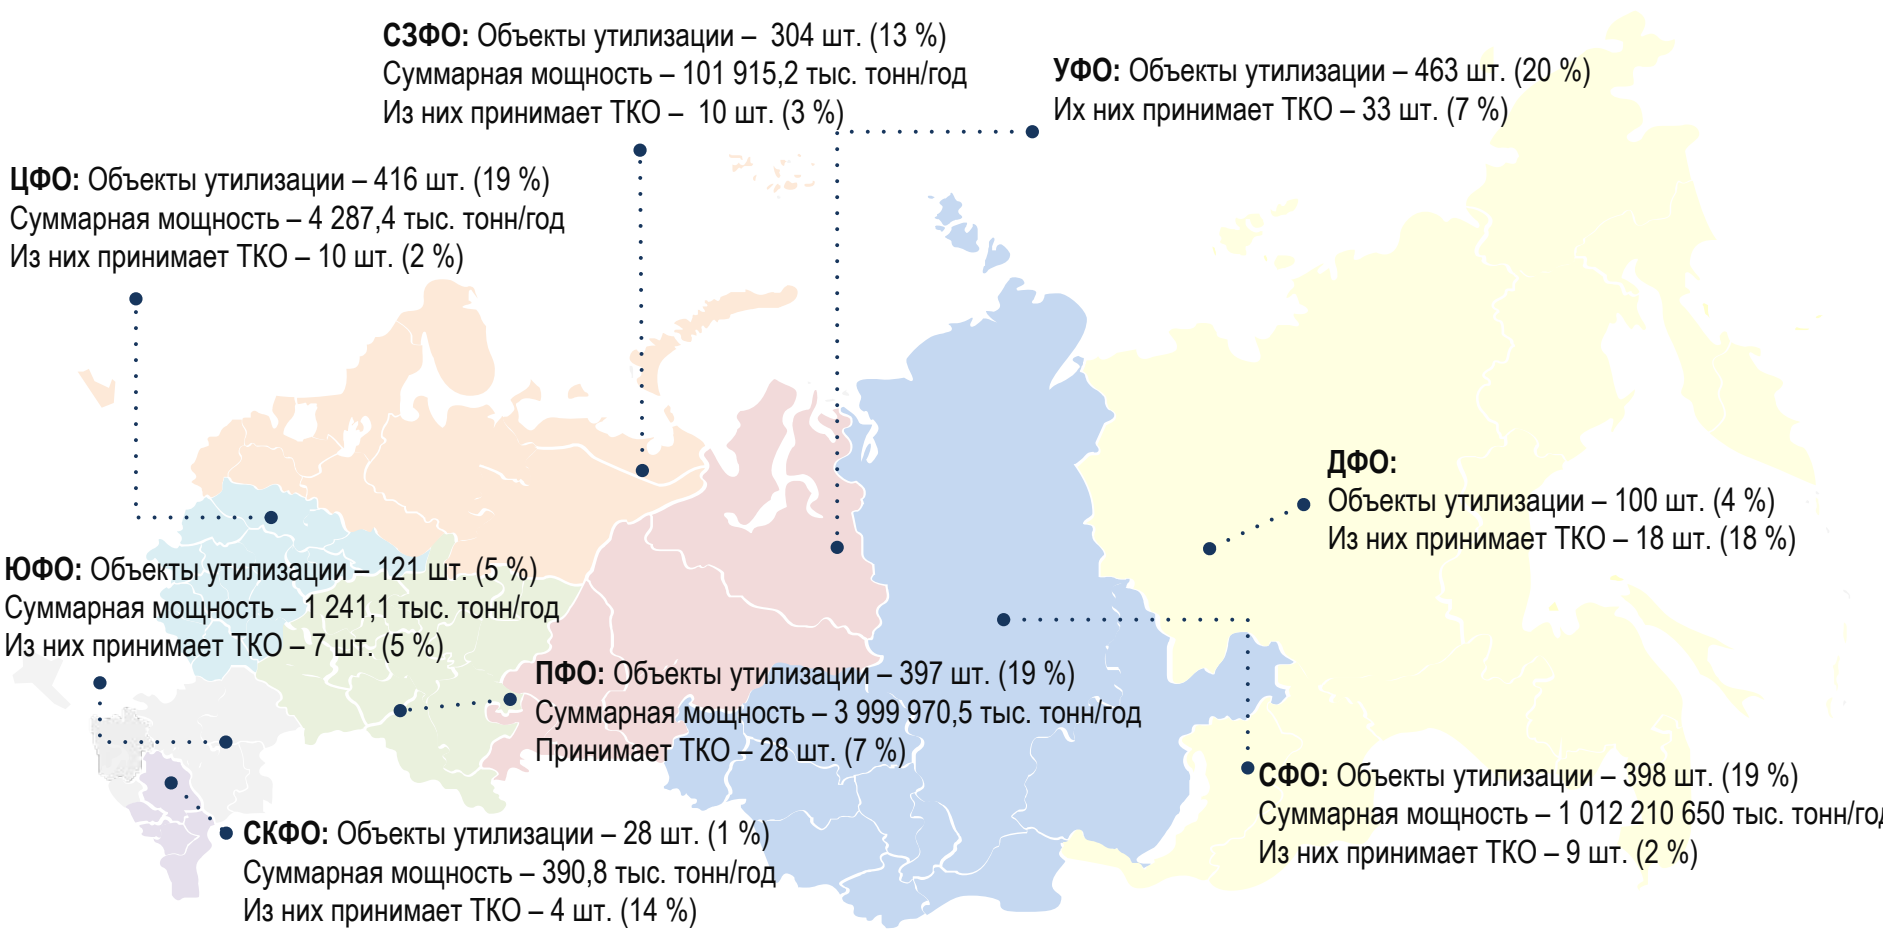 СЗФО: Объекты утилизации – 304 шт. (13 %)
Суммарная мощность – 101 915,2 тыс. тонн/год
Из них принимает ТКО – 10 шт. (3 %)
УФО: Объекты утилизации – 463 шт. (20 %)
Их них принимает ТКО – 33 шт. (7 %)
ЦФО: Объекты утилизации – 416 шт. (19 %)
Суммарная мощность – 4 287,4 тыс. тонн/год
Из них принимает ТКО – 10 шт. (2 %)
ДФО:
Объекты утилизации – 100 шт. (4 %)
Из них принимает ТКО – 18 шт. (18 %)
ЮФО: Объекты утилизации – 121 шт. (5 %)
Суммарная мощность – 1 241,1 тыс. тонн/год
Из них принимает ТКО – 7 шт. (5 %)
ПФО: Объекты утилизации – 397 шт. (19 %)
Суммарная мощность – 3 999 970,5 тыс. тонн/год
Принимает ТКО – 28 шт. (7 %)
СФО: Объекты утилизации – 398 шт. (19 %)
Суммарная мощность – 1 012 210 650 тыс. тонн/год
Из них принимает ТКО – 9 шт. (2 %)
СКФО: Объекты утилизации – 28 шт. (1 %)
Суммарная мощность – 390,8 тыс. тонн/год
Из них принимает ТКО – 4 шт. (14 %)